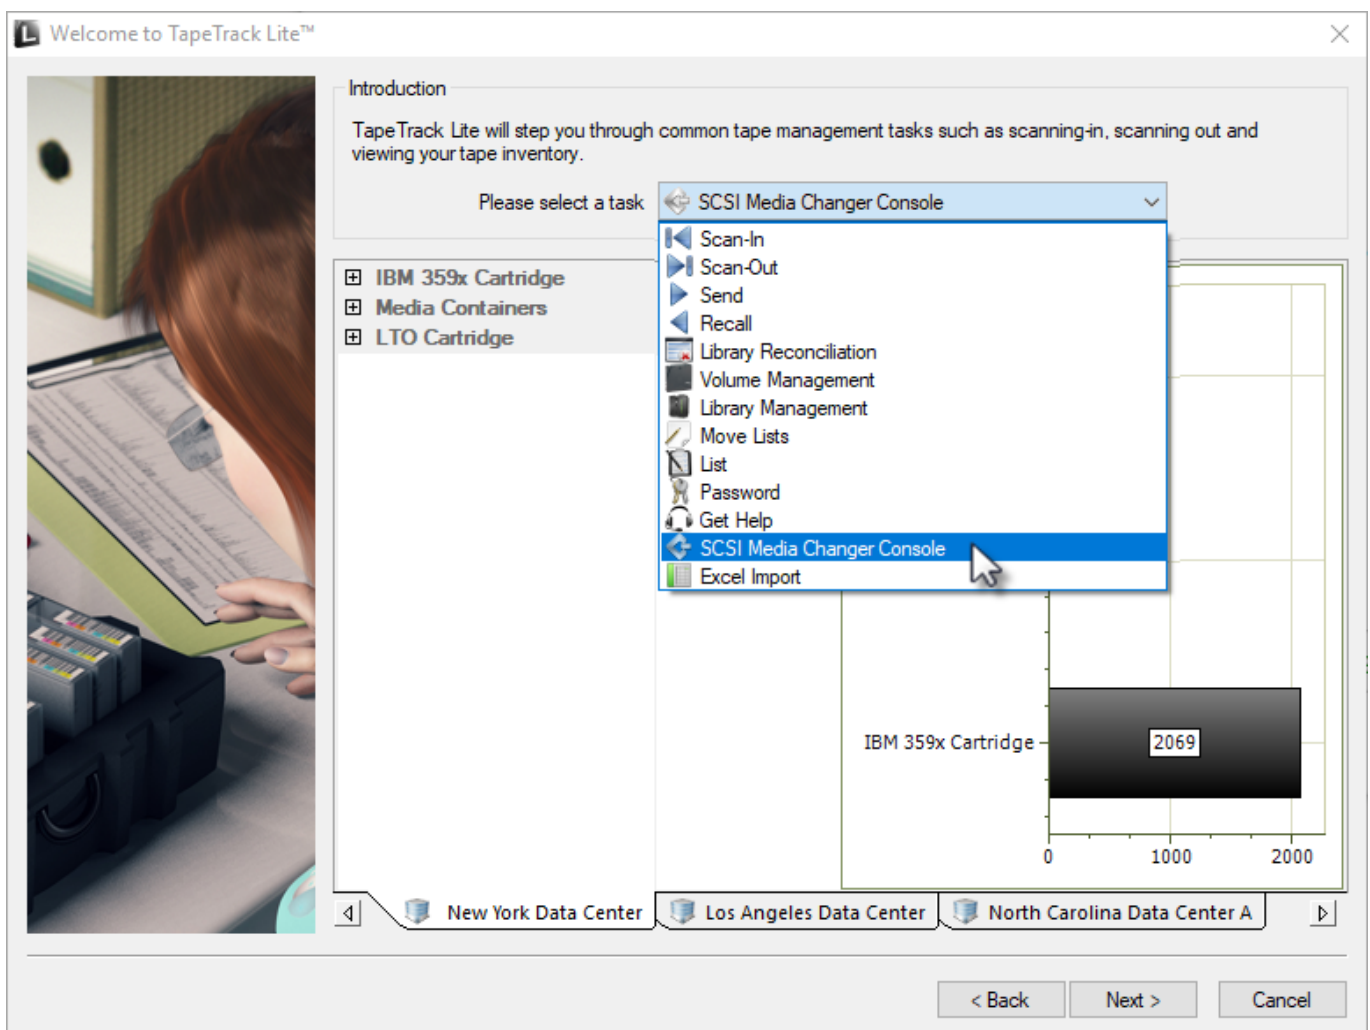 Welcome to TapeTrack Lite™
Introduction
TapeTrack Lite will step you through common tape management tasks such as scanning-in, scanning out and
viewing your tape inventory.
Please select a task
SCSI Media Changer Console
Scan-In
Scan-Out
Send
Recall
Library Reconciliation
Volume Management
Library Management
Move Lists
List
Password
Get Help
SCSI Media Changer Console
Excel Import
IBM 359x Cartridge
Media Containers
LTO Cartridge
IBM 359x Cartridge
2069
0 1000 2000
New York Data Center
Los Angeles Data Center
North Carolina Data Center A
< Back
Next >
Cancel